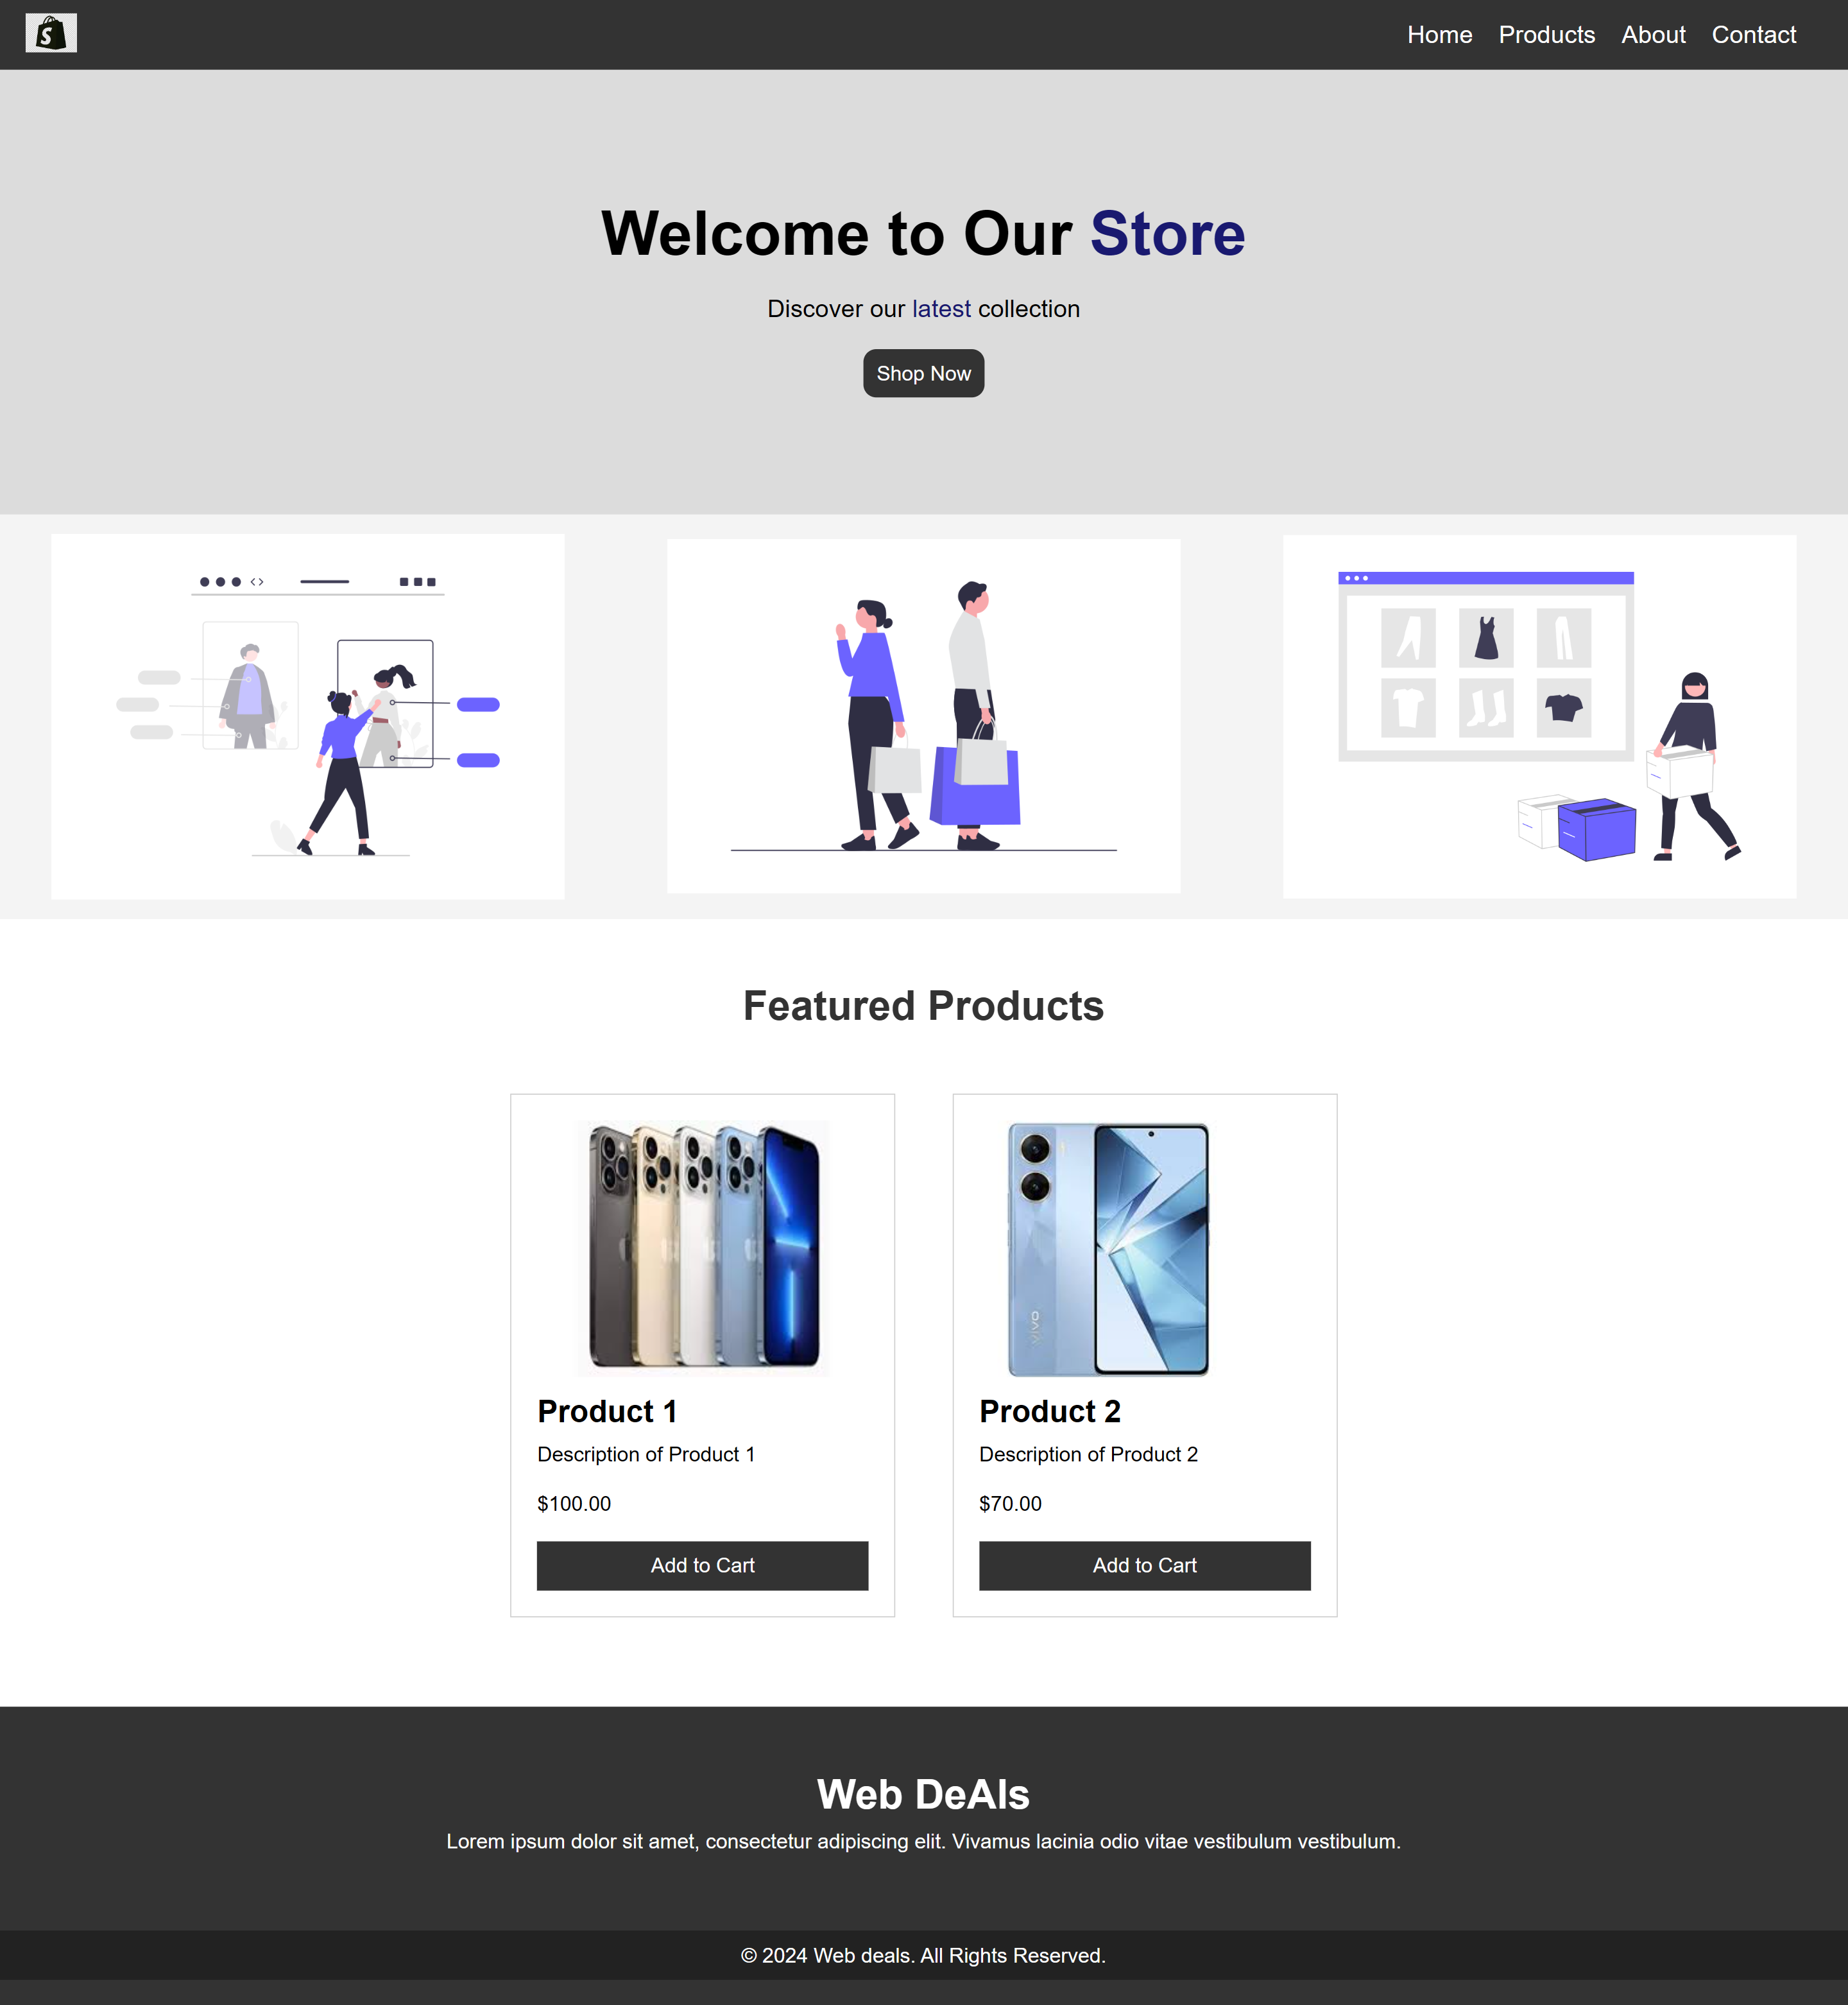 S
Home Products About Contact
Welcome to Our Store
Discover our latest collection
Shop Now
Featured Products
vivo
Product 1
Description of Product 1
$100.00
Add to Cart
Product 2
Description of Product 2
$70.00
Add to Cart
Web DeAls
Lorem ipsum dolor sit amet, consectetur adipiscing elit. Vivamus lacinia odio vitae vestibulum vestibulum.
© 2024 Web deals. All Rights Reserved.